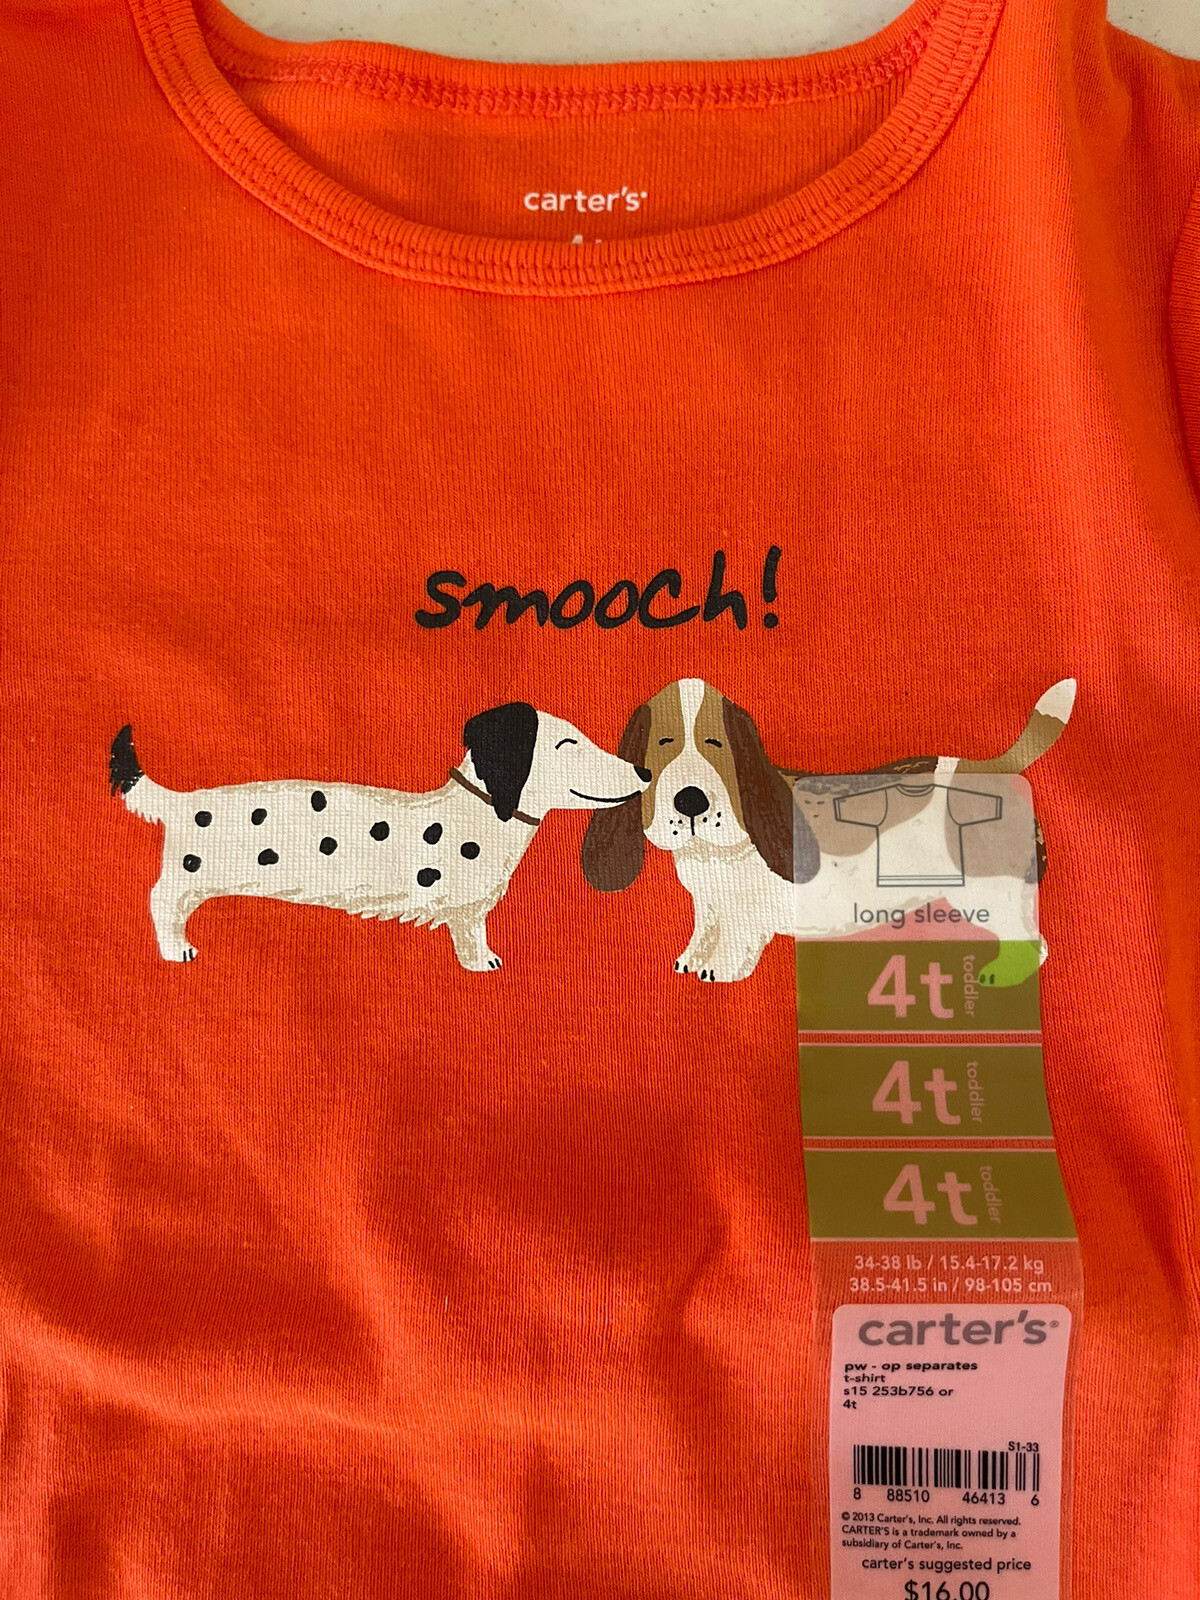 carter's
4t
smooch!
long sleeve
4t toddler
4t toddler
4t toddler
34-38 lb / 15.4-17.2 kg
38.5-41.5 in / 98-105 cm
carter's®
pw - op separates
t-shirt
s15 253b756 or
4t
S1-33
8 88510 46413 6
© 2013 Carter's, Inc. All rights reserved.
CARTER'S is a trademark owned by a
subsidiary of Carter's, Inc.
carter's suggested price
$16.00